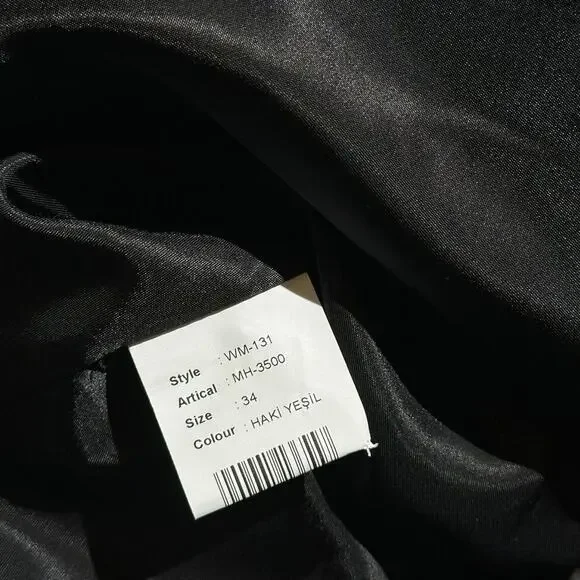 Style : WM-131
Artical : MH-3500
Size : 34
Colour : HAKİ YEŞİL